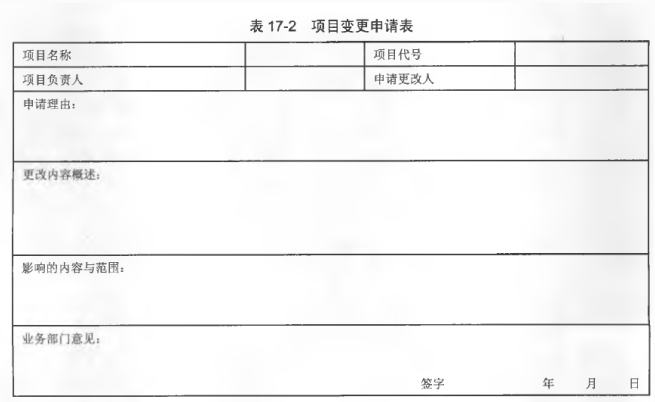 表 17-2 项目变更申请表
项目名称 项目代号
项目负责人 申请更改人
申请理由：
更改内容概述：
影响的内容与范围：
业务部门意见：
签字 年 月 日